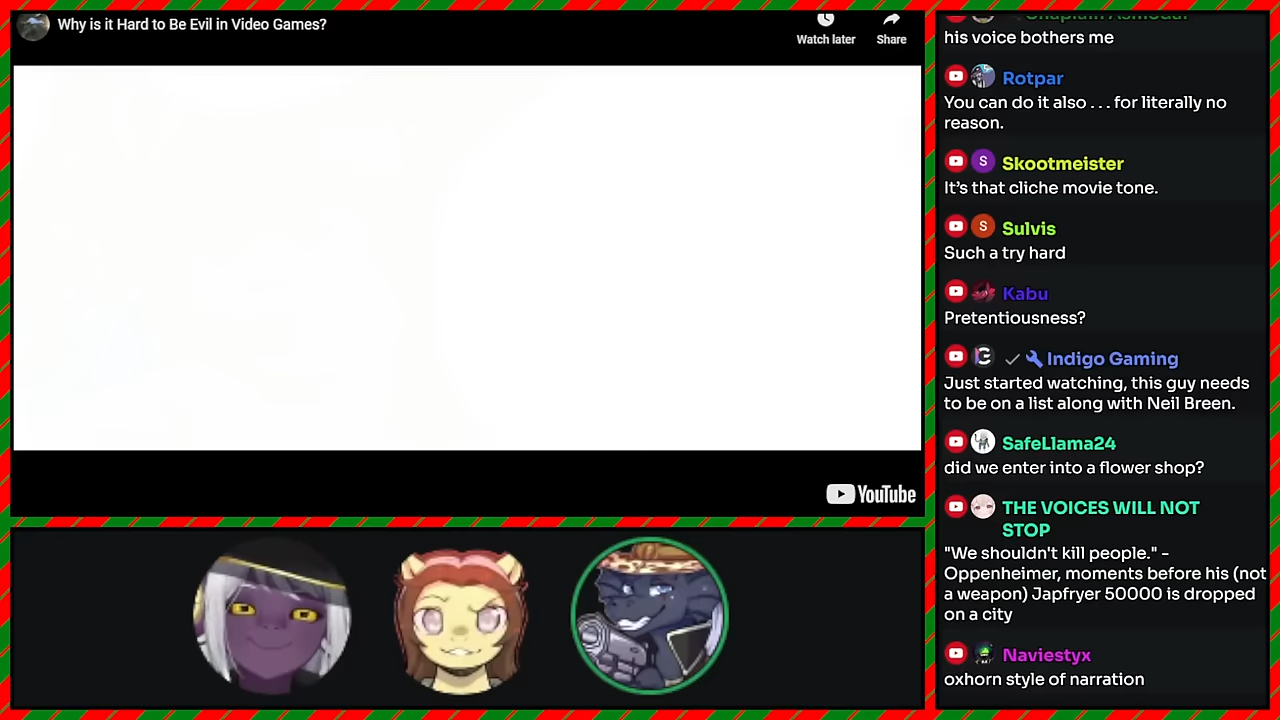 Why is it Hard to Be Evil in Video Games?
Watch later
Share
YouTube
his voice bothers me
Rotpar
You can do it also . . . for literally no
reason.
S
Skootmeister
It’s that cliche movie tone.
S
Sulvis
Such a try hard
Kabu
Pretentiousness?
Indigo Gaming
Just started watching, this guy needs
to be on a list along with Neil Breen.
SafeLlama24
did we enter into a flower shop?
THE VOICES WILL NOT
STOP
"We shouldn't kill people." -
Oppenheimer, moments before his (not
a weapon) Japfryer 50000 is dropped
on a city
Naviestyx
oxhorn style of narration